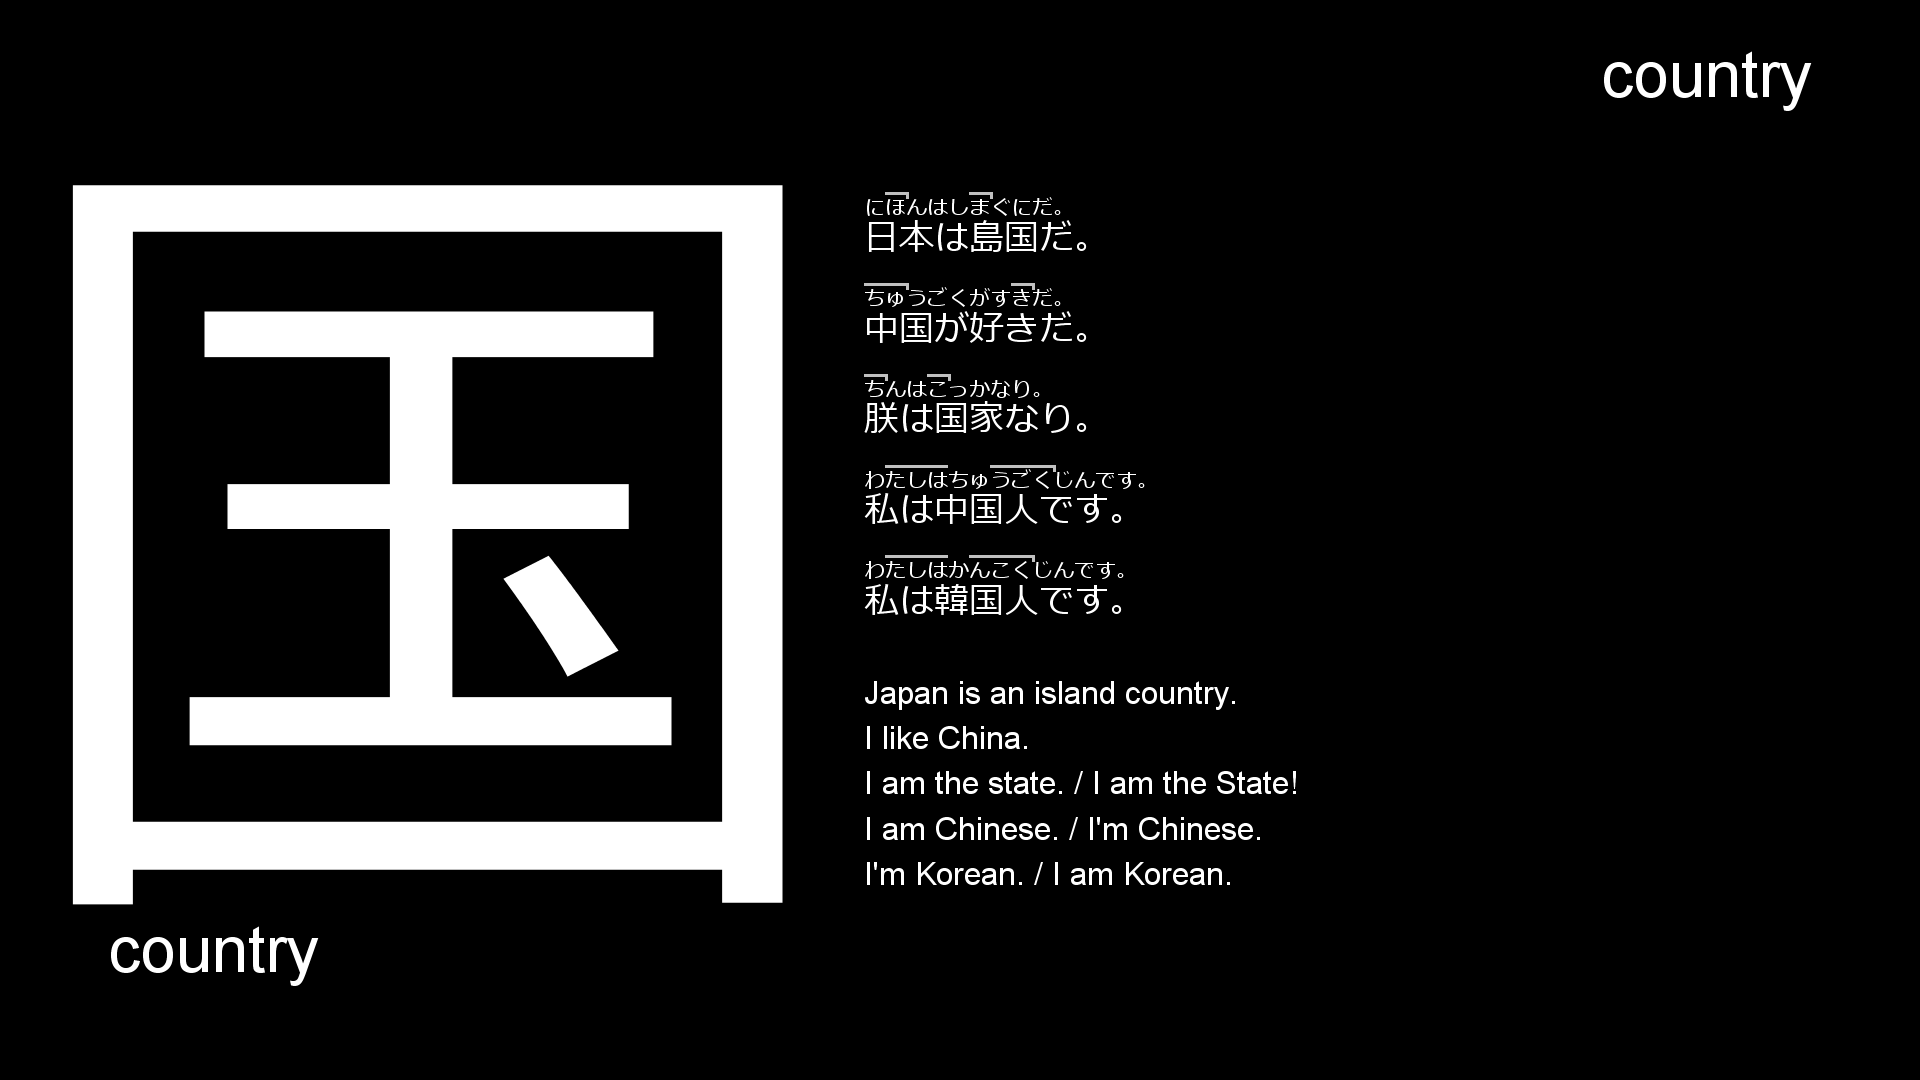 country
国
にほんはしまぐにだ。
日本は島国だ。
ちゅうごくがすきだ。
中国が好きだ。
ちんはこっかなり。
朕は国家なり。
わたしはちゅうごくじんです。
私は中国人です。
わたしはかんこくじんです。
私は韓国人です。
Japan is an island country.
I like China.
I am the state. / I am the State!
I am Chinese. / I'm Chinese.
I'm Korean. / I am Korean.
country